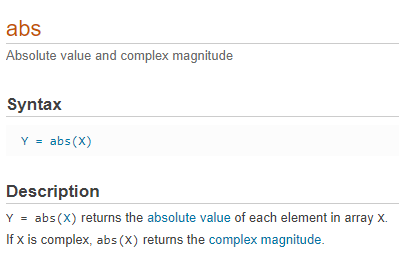 abs
Absolute value and complex magnitude
Syntax
Y = abs(X)
Description
Y = abs(X) returns the absolute value of each element in array X.
If X is complex, abs(X) returns the complex magnitude.